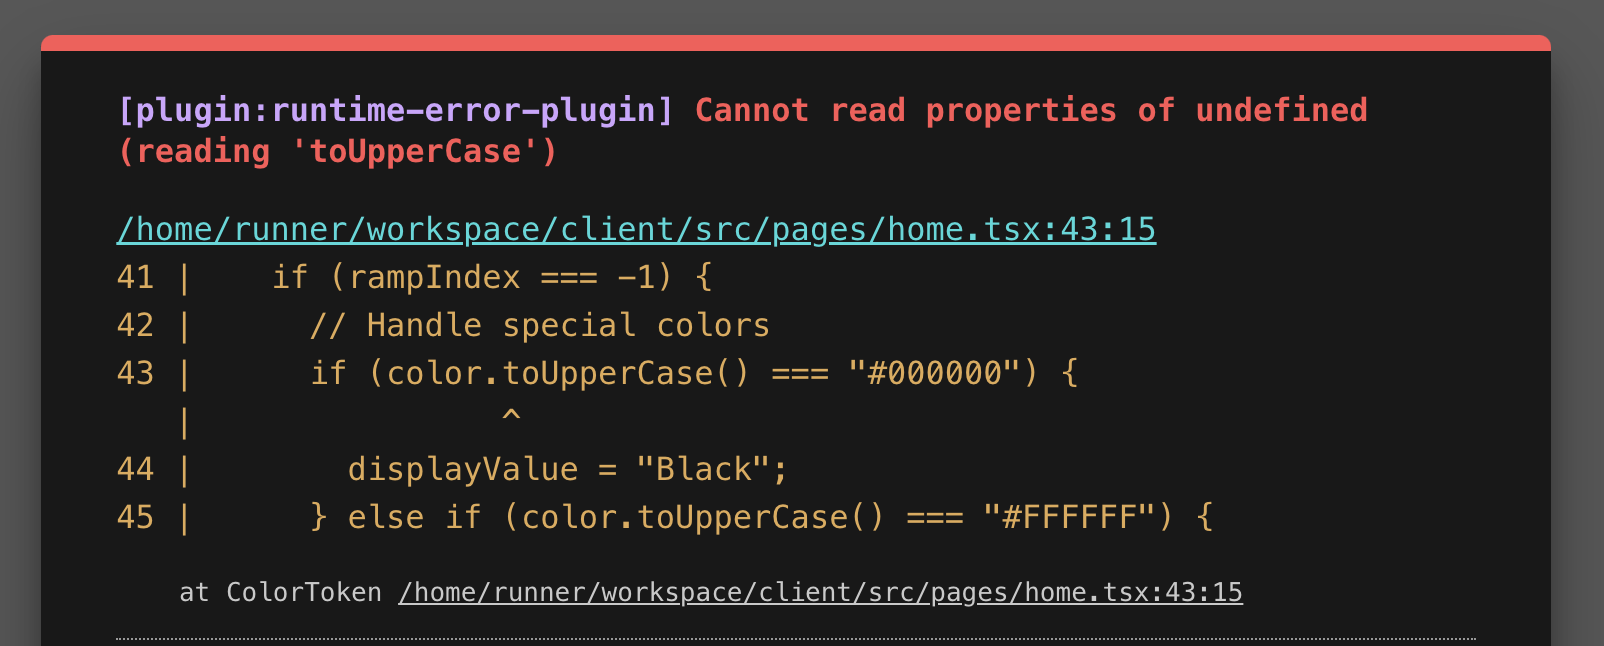 [plugin:runtime-error-plugin] Cannot read properties of undefined
(reading 'toUpperCase')
/home/runner/workspace/client/src/pages/home.tsx:43:15
41 |    if (rampIndex === -1) {
42 |      // Handle special colors
43 |      if (color.toUpperCase() === "#000000") {
   |                ^
44 |        displayValue = "Black";
45 |      } else if (color.toUpperCase() === "#FFFFFF") {
at ColorToken /home/runner/workspace/client/src/pages/home.tsx:43:15